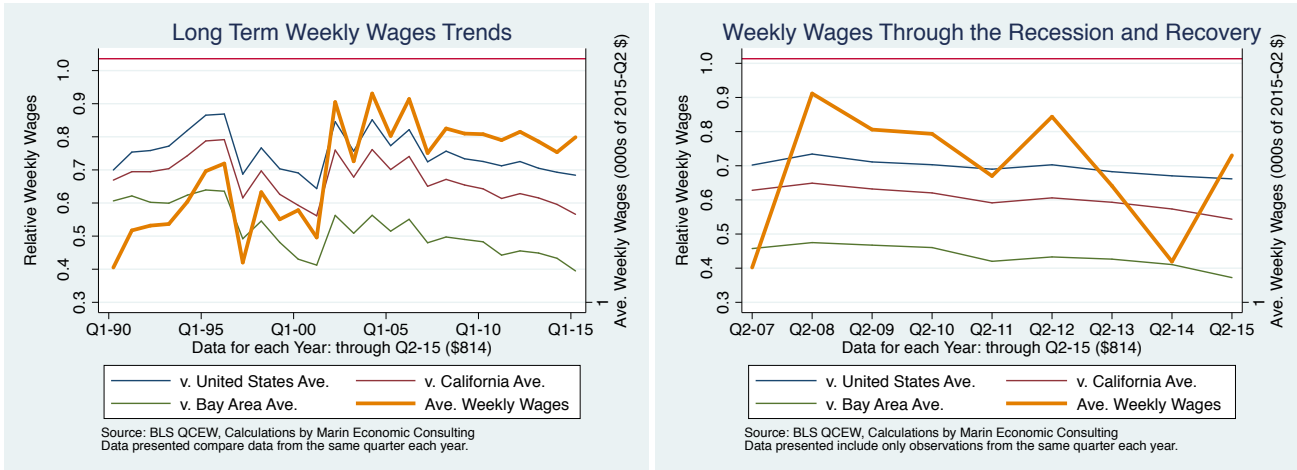 Long Term Weekly Wages Trends
Relative Weekly Wages
1.0
0.9
0.8
0.7
0.6
0.5
0.4
0.3
1
Ave. Weekly Wages (000s of 2015-Q2 $)
Q1-90 Q1-95 Q1-00 Q1-05 Q1-10 Q1-15
Data for each Year: through Q2-15 ($814)
v. United States Ave. v. California Ave.
v. Bay Area Ave. Ave. Weekly Wages
Source: BLS QCEW, Calculations by Marin Economic Consulting
Data presented compare data from the same quarter each year.
Weekly Wages Through the Recession and Recovery
Relative Weekly Wages
1.0
0.9
0.8
0.7
0.6
0.5
0.4
0.3
1
Ave. Weekly Wages (000s of 2015-Q2 $)
Q2-07 Q2-08 Q2-09 Q2-10 Q2-11 Q2-12 Q2-13 Q2-14 Q2-15
Data for each Year: through Q2-15 ($814)
v. United States Ave. v. California Ave.
v. Bay Area Ave. Ave. Weekly Wages
Source: BLS QCEW, Calculations by Marin Economic Consulting
Data presented include only observations from the same quarter each year.